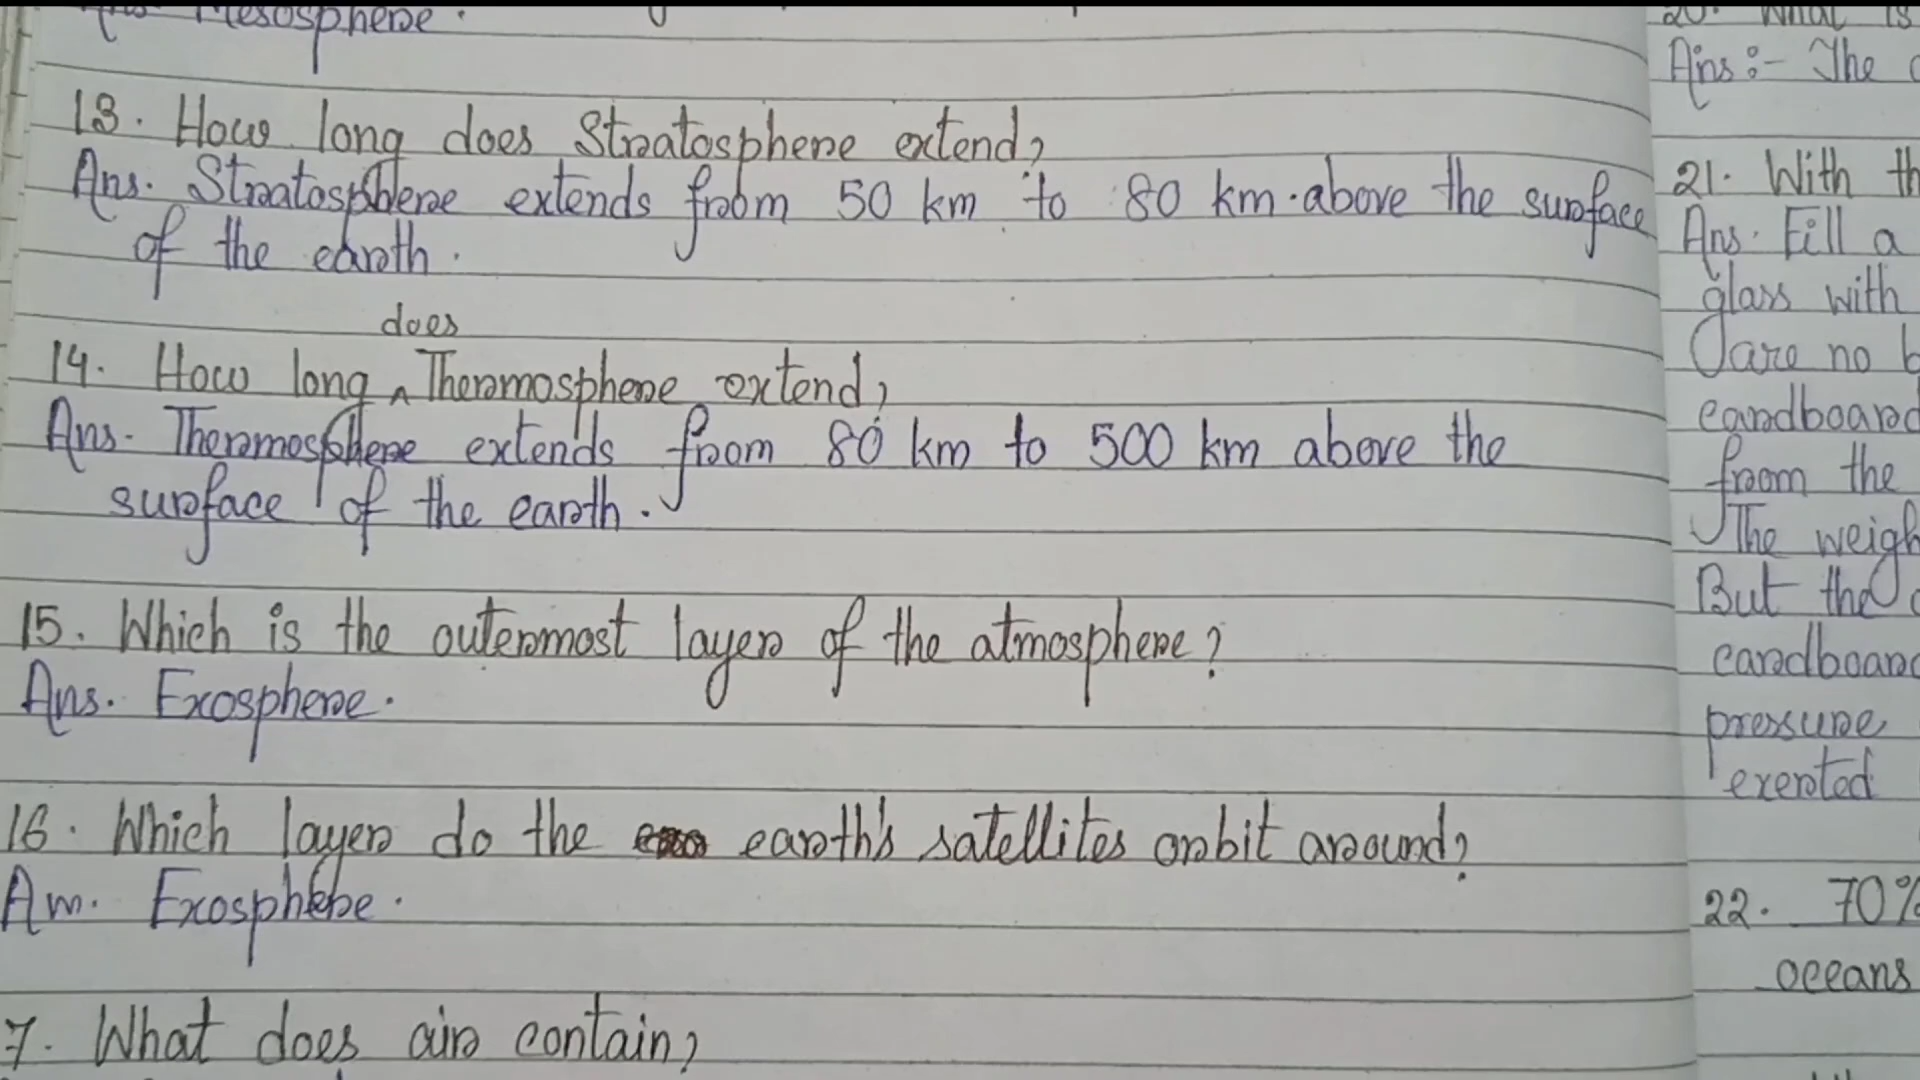 Mesosphere.
13. How long does Stratosphere extend?
Ans. Stratosphere extends from 50 km to 80 km. above the surface
of the earth.
does
14. How long ^ Thermosphere extend?
Ans. Thermosphere extends from 80 km to 500 km above the
surface of the earth.
15. Which is the outermost layer of the atmosphere?
Ans. Exosphere.
16. Which layer do the earth's satellites orbit around?
Ans. Exosphere.
7. What does air contain?
20. What is
Ans :- The
21. With th
Ans. Fill a
glass with
are no b
cardboard
from the
The weigh
But the
cardboard
pressure
exerted
22. 70%
oceans